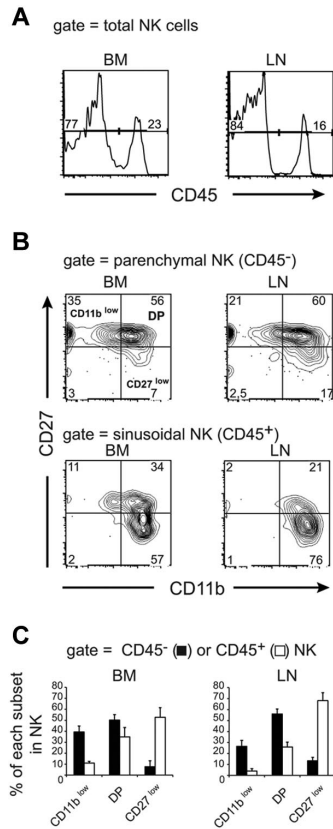 A
gate = total NK cells
BM
LN
77
23
84
16
CD45
B
gate = parenchymal NK (CD45-)
BM
LN
35
56
CD11b low
DP
CD27 low
3
7
21
60
12,5
17
CD27
gate = sinusoidal NK (CD45+)
BM
LN
11
34
2
57
2
21
1
76
CD11b
C
gate = CD45- (■) or CD45+ (□) NK
BM
LN
% of each subset
in NK
80
70
60
50
40
30
20
10
0
CD11b low
DP
CD27 low
80
70
60
50
40
30
20
10
0
CD11b low
DP
CD27 low